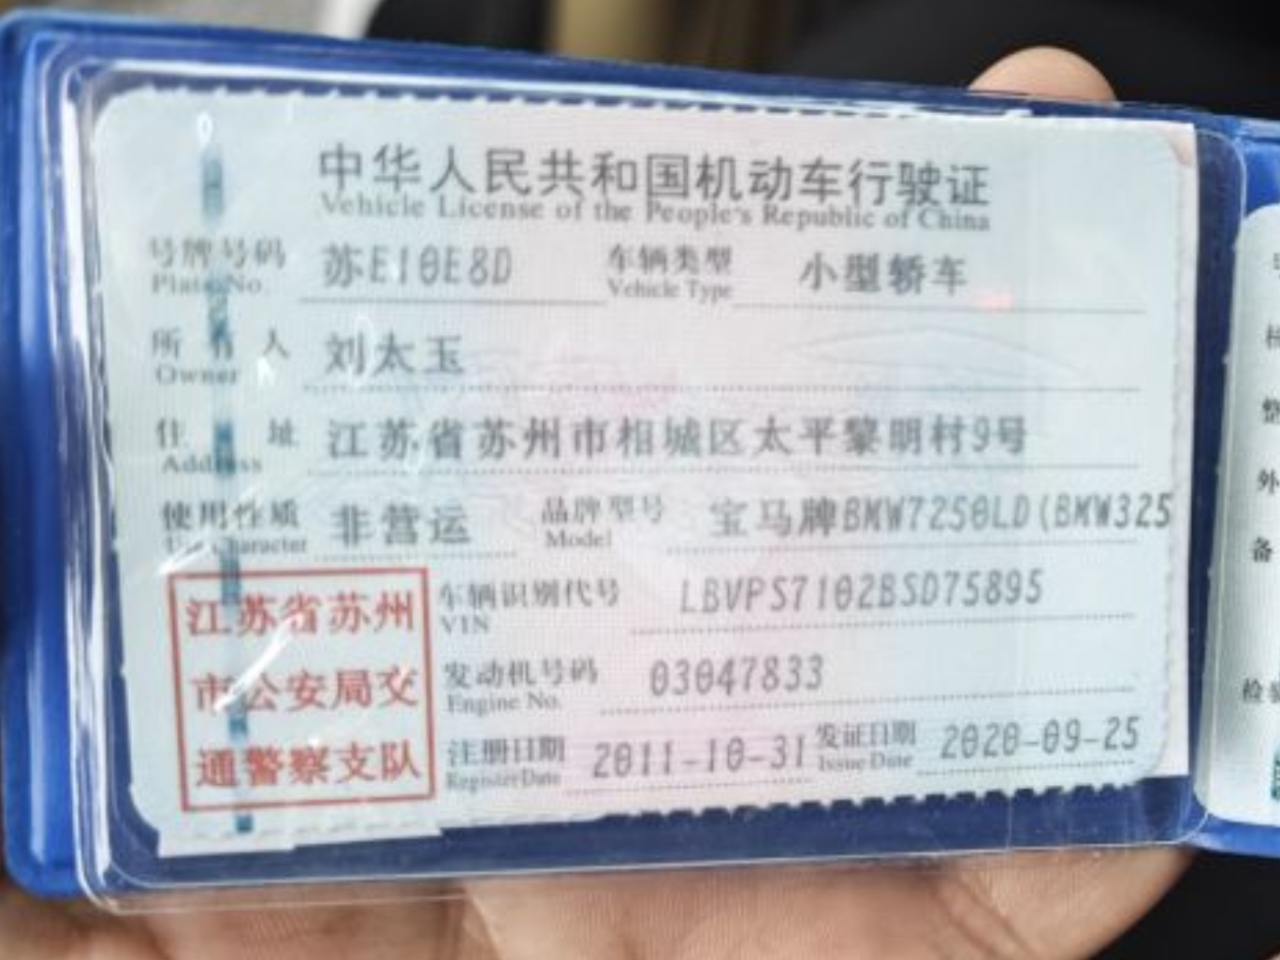 中华人民共和国机动车行驶证
Vehicle License of the People's Republic of China
号牌号码 苏E10E8D 车辆类型 小型轿车
Plate No. Vehicle Type
所有人 刘太玉
Owner
住址 江苏省苏州市相城区太平黎明村9号
Address
使用性质 非营运 品牌型号 宝马牌BMW7250LD(BMW325
Use Character Model
江苏省苏州
市公安局交
通警察支队
车辆识别代号 LBVPS7102BSD75895
VIN
发动机号码 03047833
Engine No.
注册日期 2011-10-31 发证日期 2020-09-25
Register Date Issue Date
外
备
检